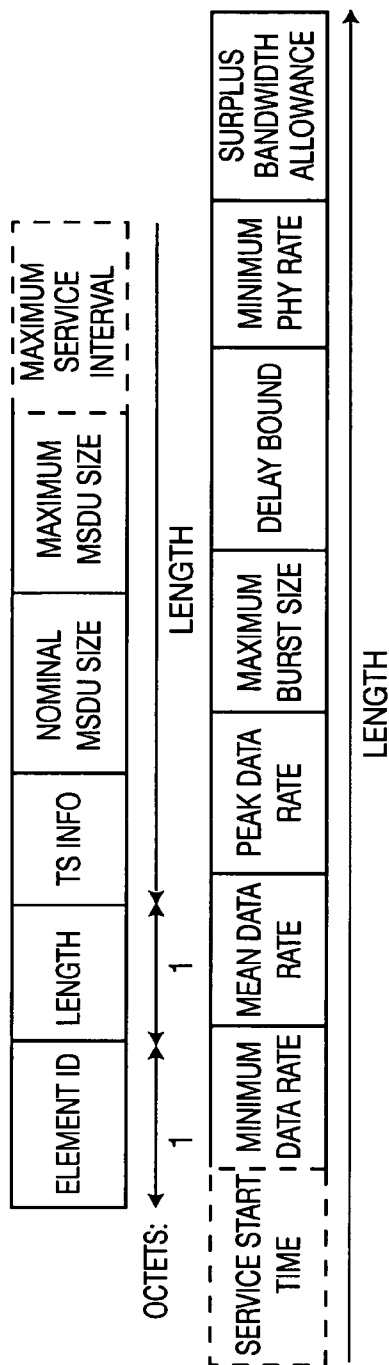 ELEMENT ID
LENGTH
TS INFO
NOMINAL
MSDU SIZE
MAXIMUM
MSDU SIZE
MAXIMUM
SERVICE
INTERVAL
OCTETS:
1
1
LENGTH
SERVICE START
TIME
MINIMUM
DATA RATE
MEAN DATA
RATE
PEAK DATA
RATE
MAXIMUM
BURST SIZE
DELAY BOUND
MINIMUM
PHY RATE
SURPLUS
BANDWIDTH
ALLOWANCE
LENGTH